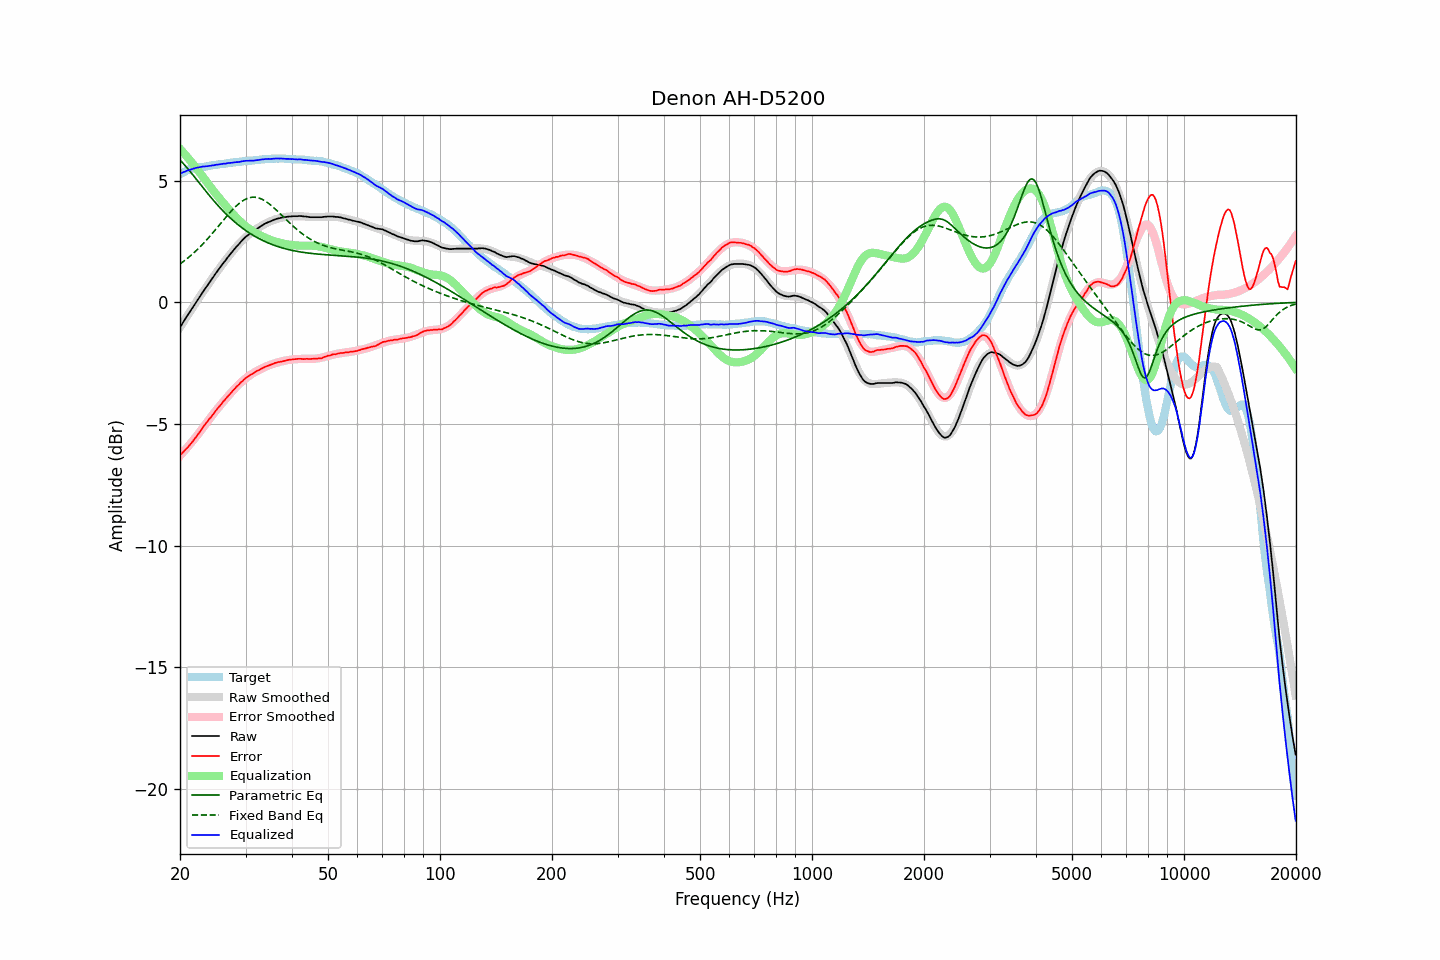 Denon AH-D5200
Amplitude (dBr)
5
0
−5
−10
−15
−20
Target
Raw Smoothed
Error Smoothed
Raw
Error
Equalization
Parametric Eq
Fixed Band Eq
Equalized
20 50 100 200 500 1000 2000 5000 10000 20000
Frequency (Hz)